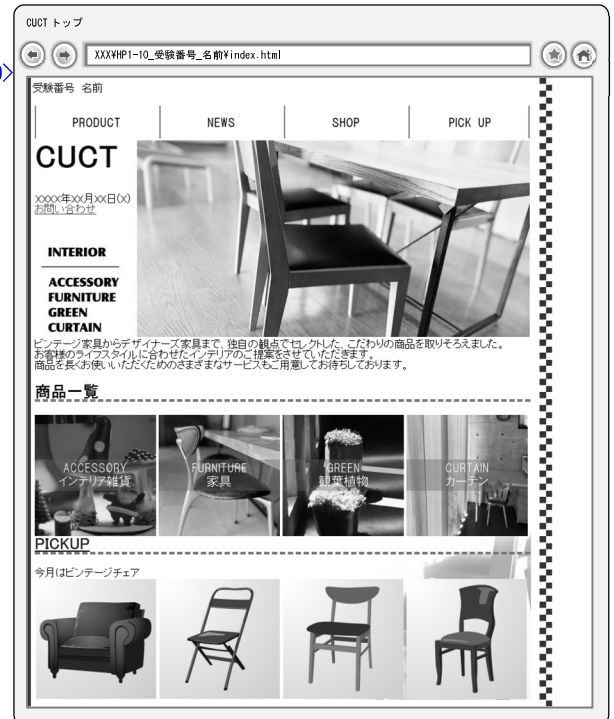 CUCT トップ
XXX¥HP1-10_受験番号_名前¥index.html
受験番号 名前
PRODUCT
NEWS
SHOP
PICK UP
CUCT
xxxx年xx月xx日(X)
お問い合わせ
INTERIOR
ACCESSORY
FURNITURE
GREEN
CURTAIN
ビンテージ家具からデザイナーズ家具まで、独自の観点でセレクトした、こだわりの商品を取りそろえました。
お客様のライフスタイルに合わせたインテリアのご提案をさせていただきます。
商品を長くお使いいただくためのさまざまなサービスもご用意してお待ちしております。
商品一覧
ACCESSORY
インテリア雑貨
FURNITURE
家具
GREEN
観葉植物
CURTAIN
カーテン
PICKUP
今月はビンテージチェア